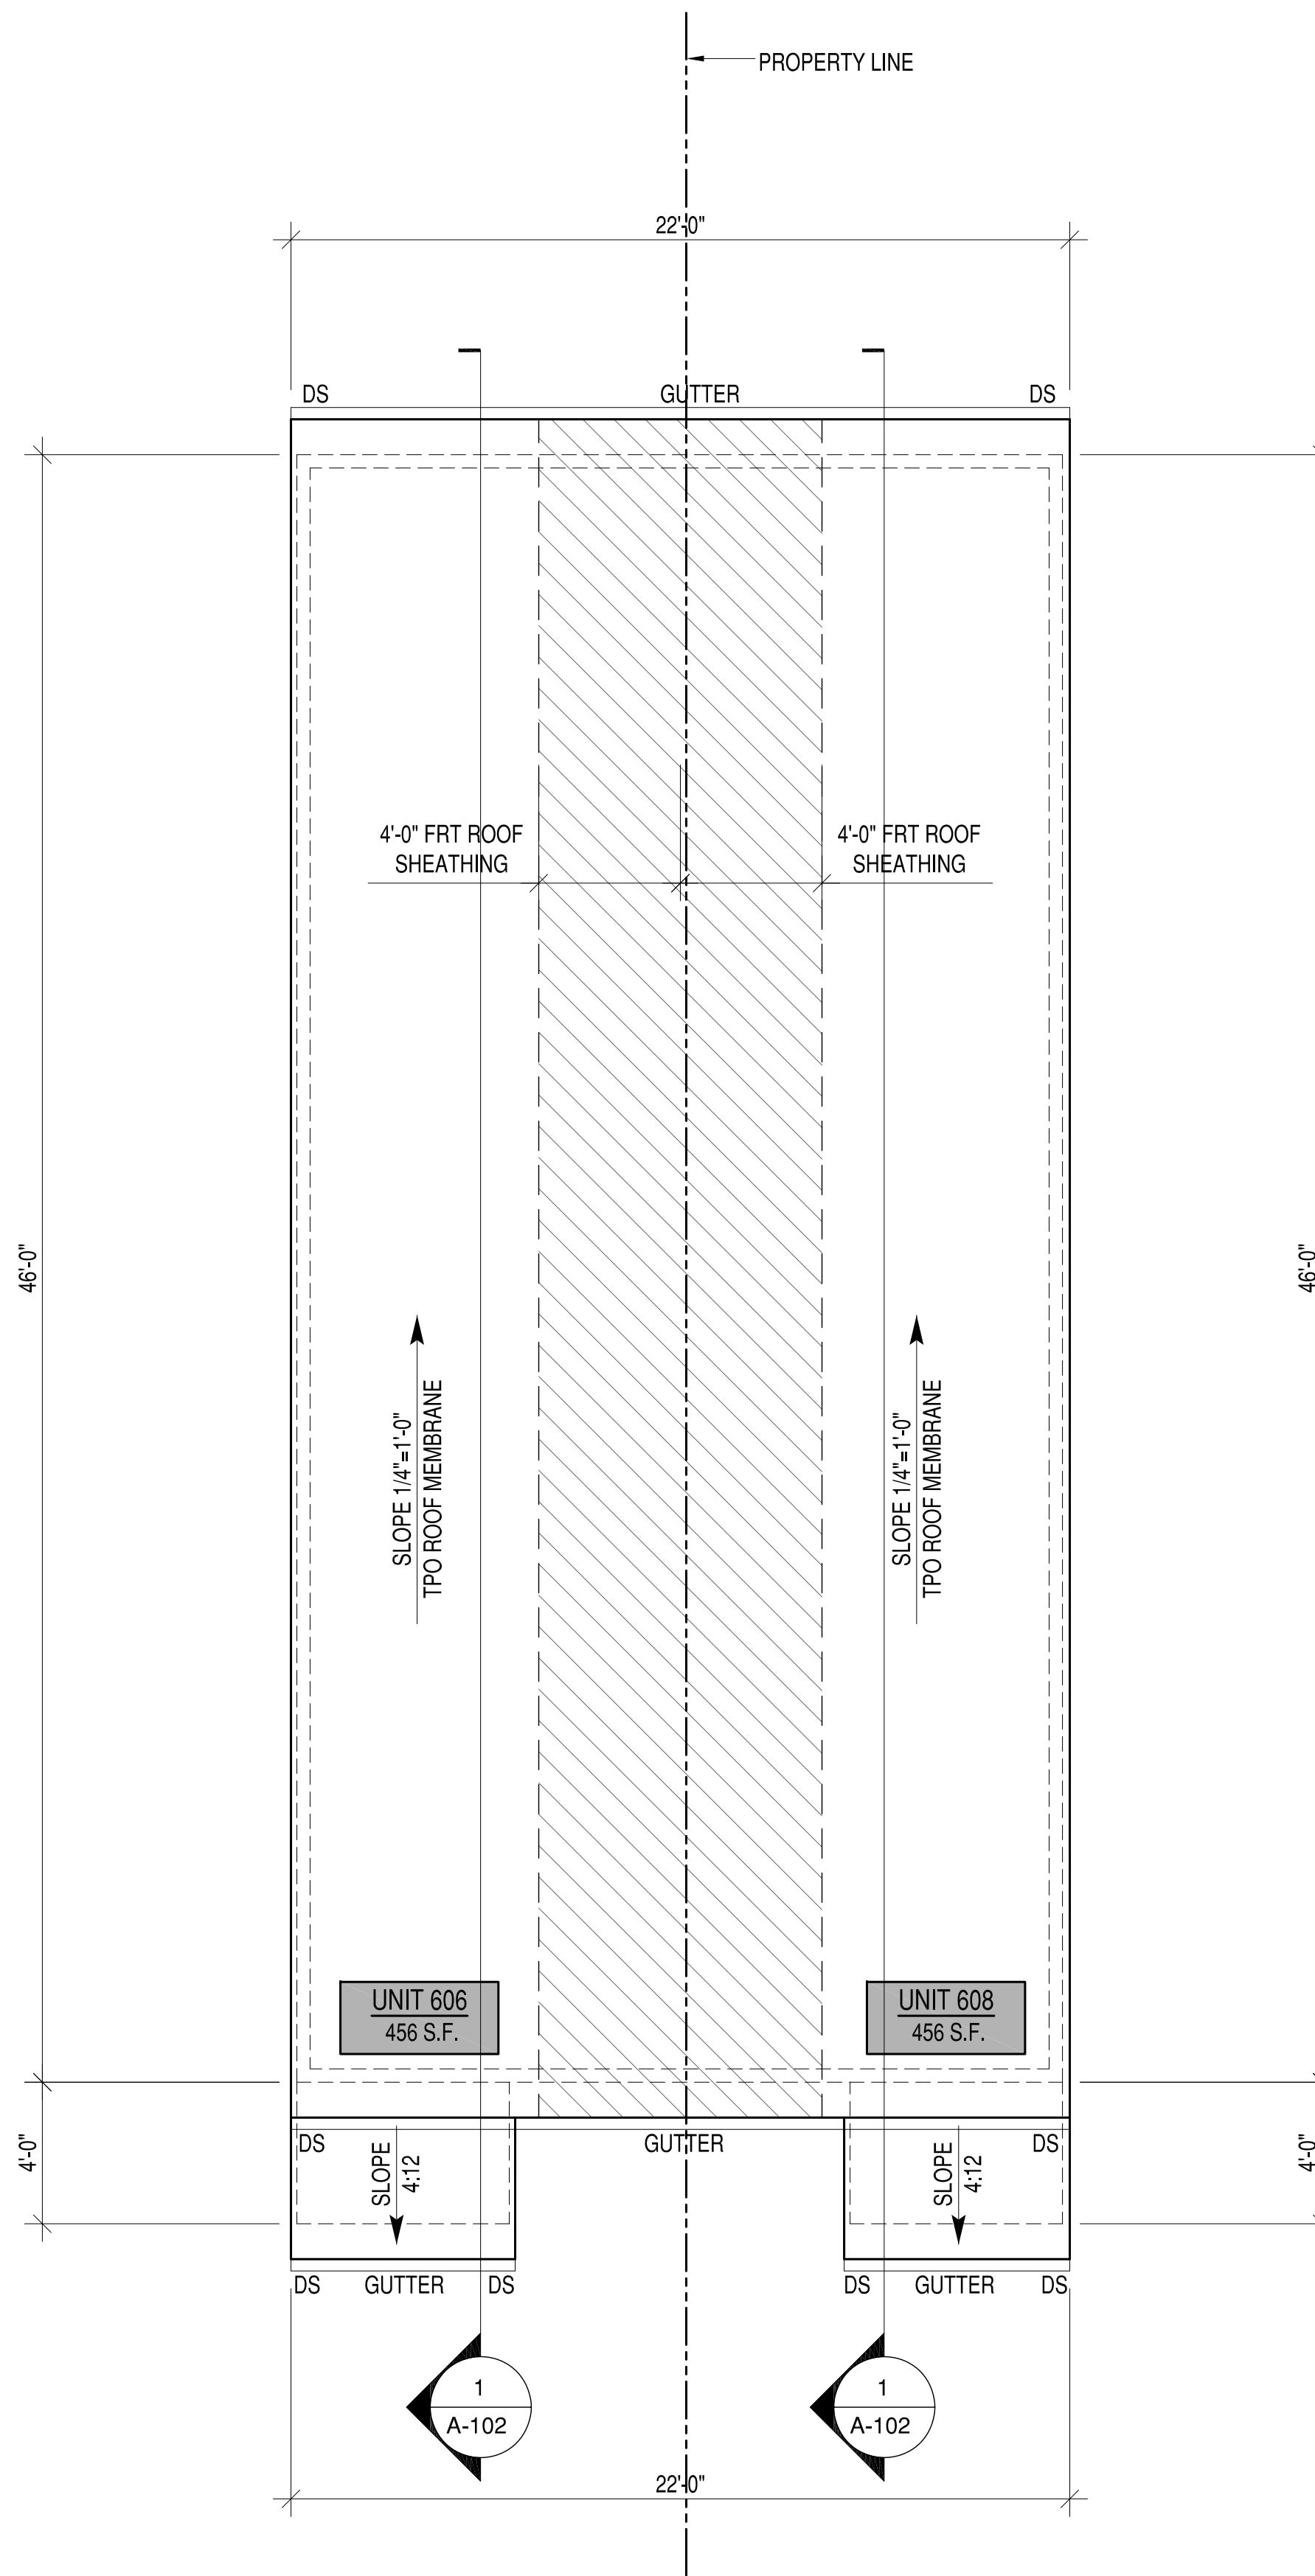 PROPERTY LINE
22'-0"
DS
GUTTER
DS
4'-0" FRT ROOF
SHEATHING
4'-0" FRT ROOF
SHEATHING
46'-0"
46'-0"
SLOPE 1/4"=1'-0"
TPO ROOF MEMBRANE
SLOPE 1/4"=1'-0"
TPO ROOF MEMBRANE
UNIT 606
456 S.F.
UNIT 608
456 S.F.
4'-0"
DS
SLOPE
4:12
GUTTER
SLOPE
4:12
DS
4'-0"
DS
GUTTER
DS
DS
GUTTER
DS
1
A-102
1
A-102
22'-0"